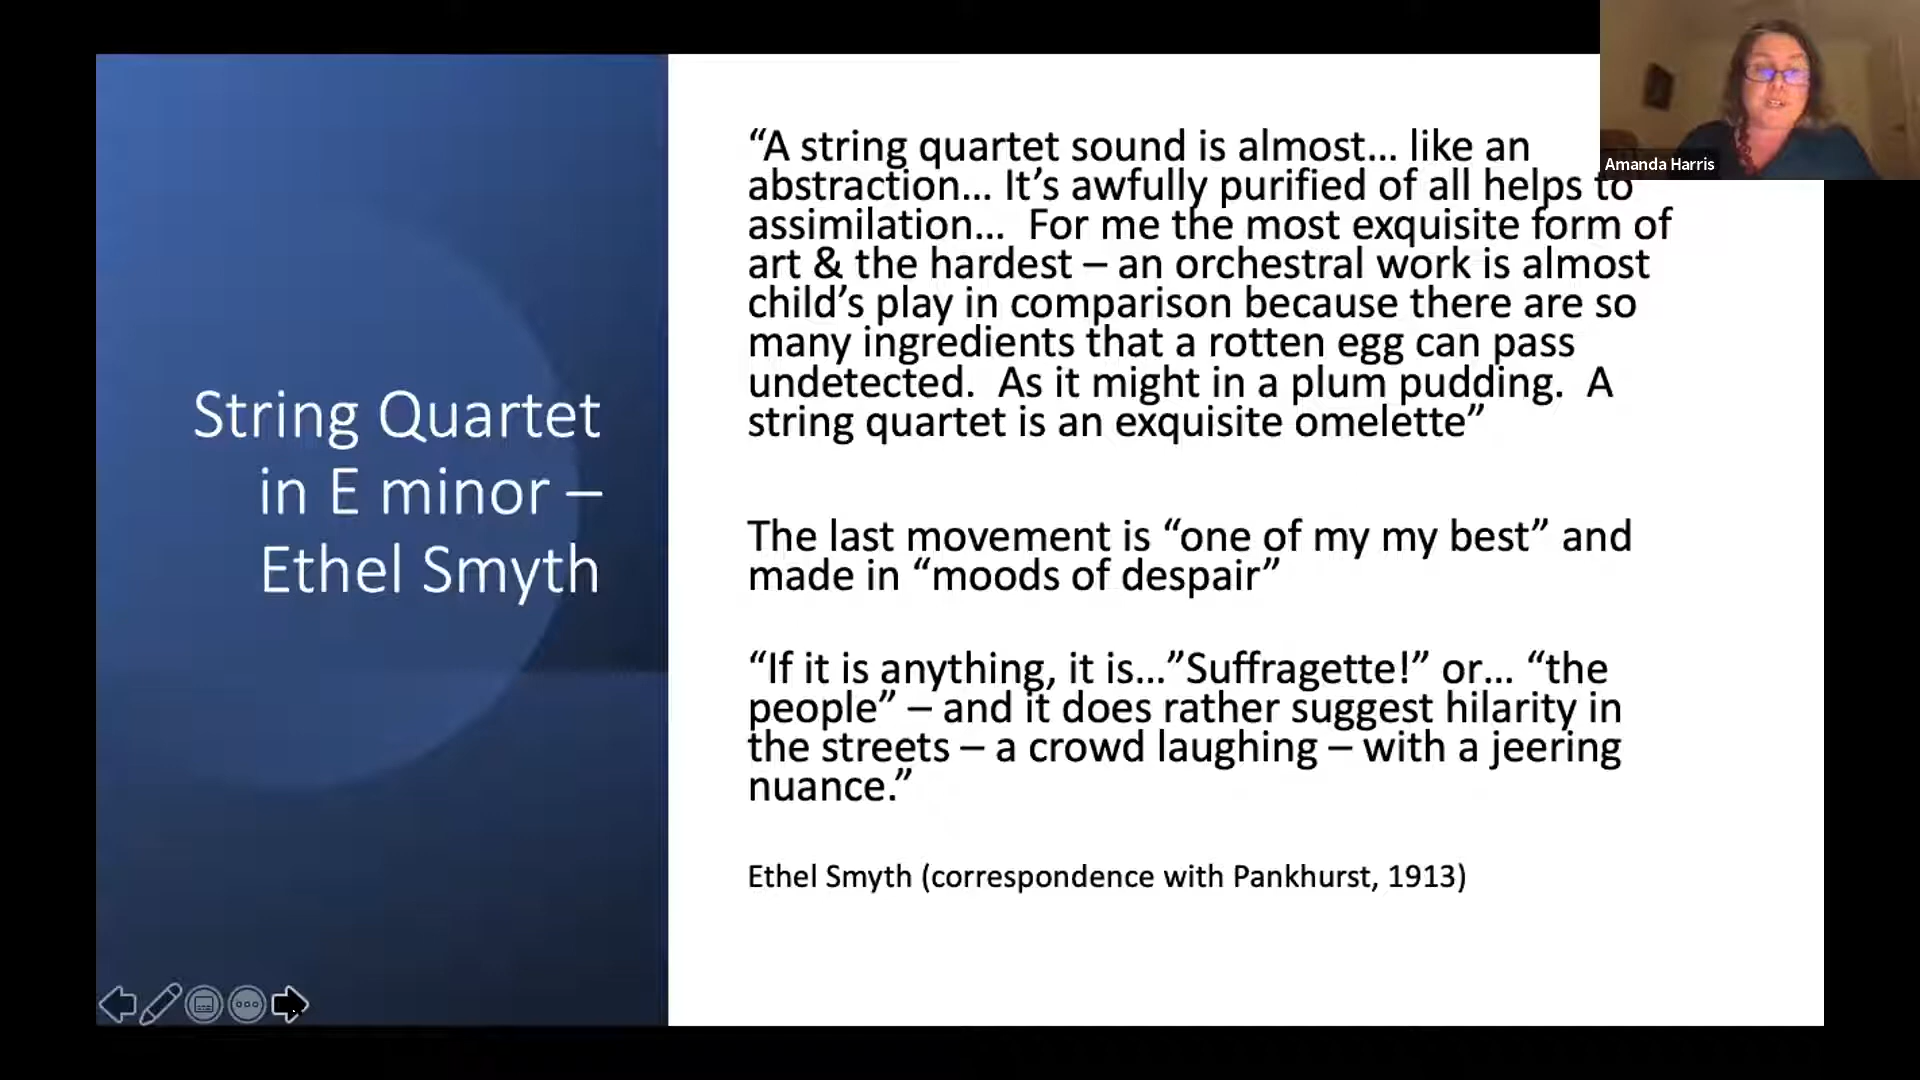 String Quartet
in E minor –
Ethel Smyth
“A string quartet sound is almost… like an
abstraction… It’s awfully purified of all helps to
assimilation…  For me the most exquisite form of
art & the hardest – an orchestral work is almost
child’s play in comparison because there are so
many ingredients that a rotten egg can pass
undetected.  As it might in a plum pudding.  A
string quartet is an exquisite omelette”
The last movement is “one of my my best” and
made in “moods of despair”
“If it is anything, it is…”Suffragette!” or… “the
people” – and it does rather suggest hilarity in
the streets – a crowd laughing – with a jeering
nuance.”
Ethel Smyth (correspondence with Pankhurst, 1913)
Amanda Harris